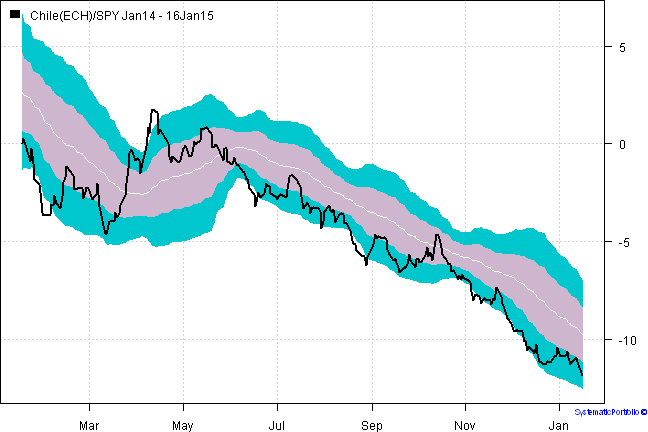 Chile(ECH)/SPY Jan14 - 16Jan15
5
0
-5
-10
Mar May Jul Sep Nov Jan
SystematicPortfolio ©